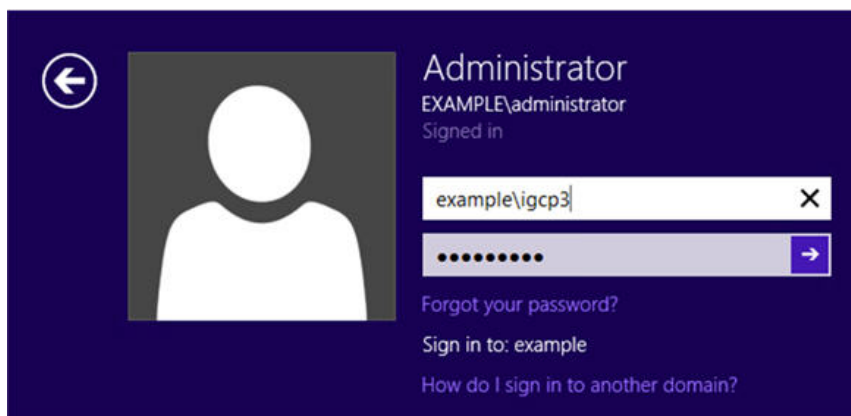 Administrator
EXAMPLE\administrator
Signed in
example\igcp3
Forgot your password?
Sign in to: example
How do I sign in to another domain?